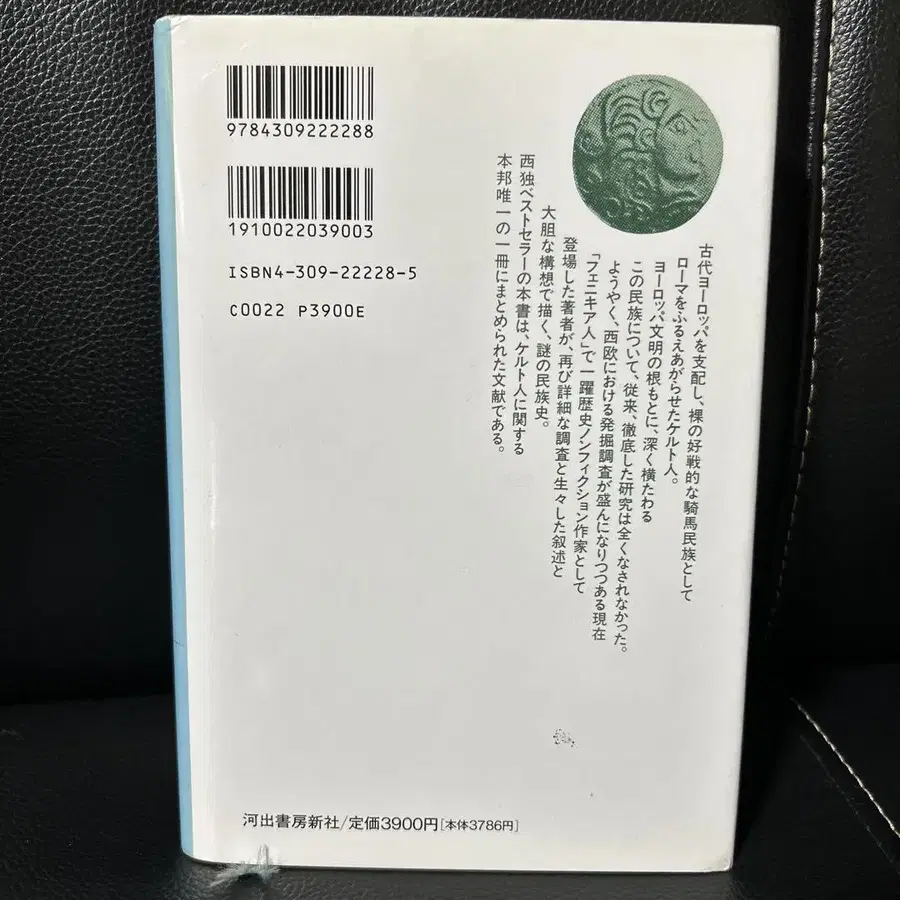 9784309222288
1910022039003
ISBN4-309-22228-5
C0022 P3900E
古代ヨーロッパを支配し、裸の好戦的な騎馬民族として
ローマをふるえあがらせたケルト人。
ヨーロッパ文明の根もとに、深く横たわる
この民族について、従来、徹底した研究は全くなされなかった。
ようやく、西欧における発掘調査が盛んになりつつある現在
「フェニキア人」で一躍歴史ノンフィクション作家として
登場した著者が、再び詳細な調査と生々した叙述と
大胆な構想で描く、謎の民族史。
西独ベストセラーの本書は、ケルト人に関する
本邦唯一の一冊にまとめられた文献である。
河出書房新社/定価3900円[本体3786円]